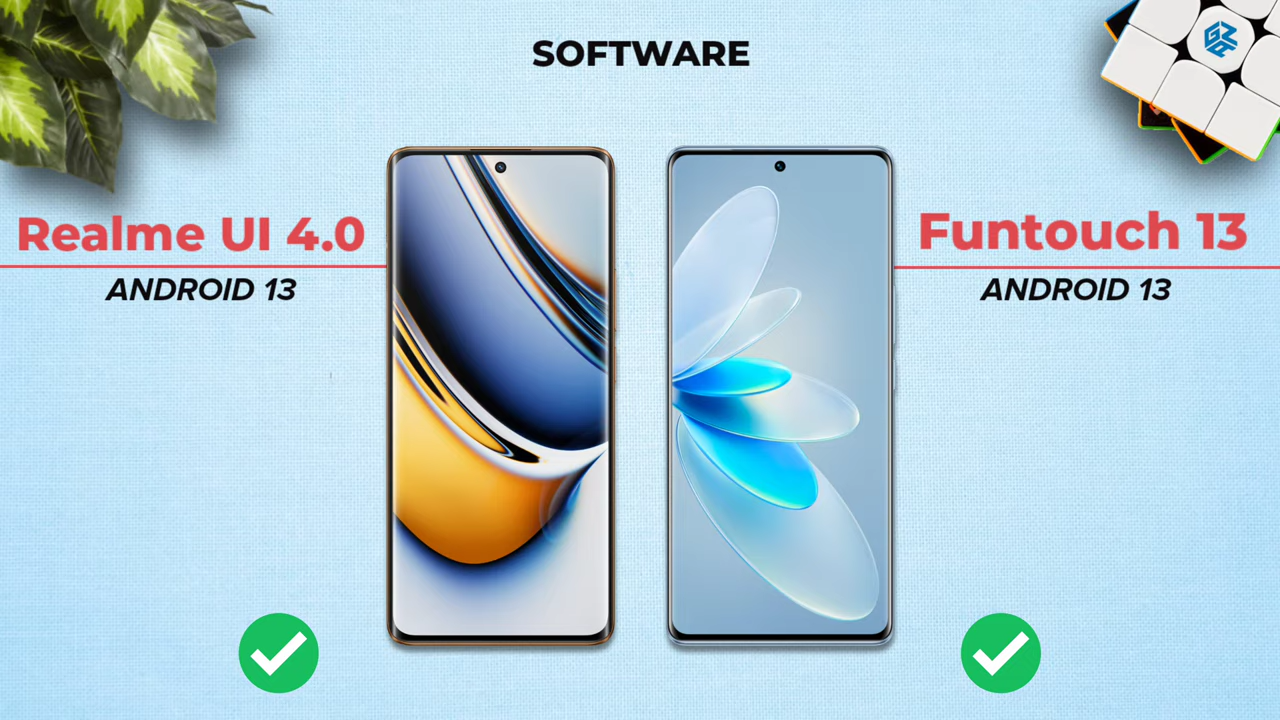 SOFTWARE
Realme UI 4.0
ANDROID 13
Funtouch 13
ANDROID 13